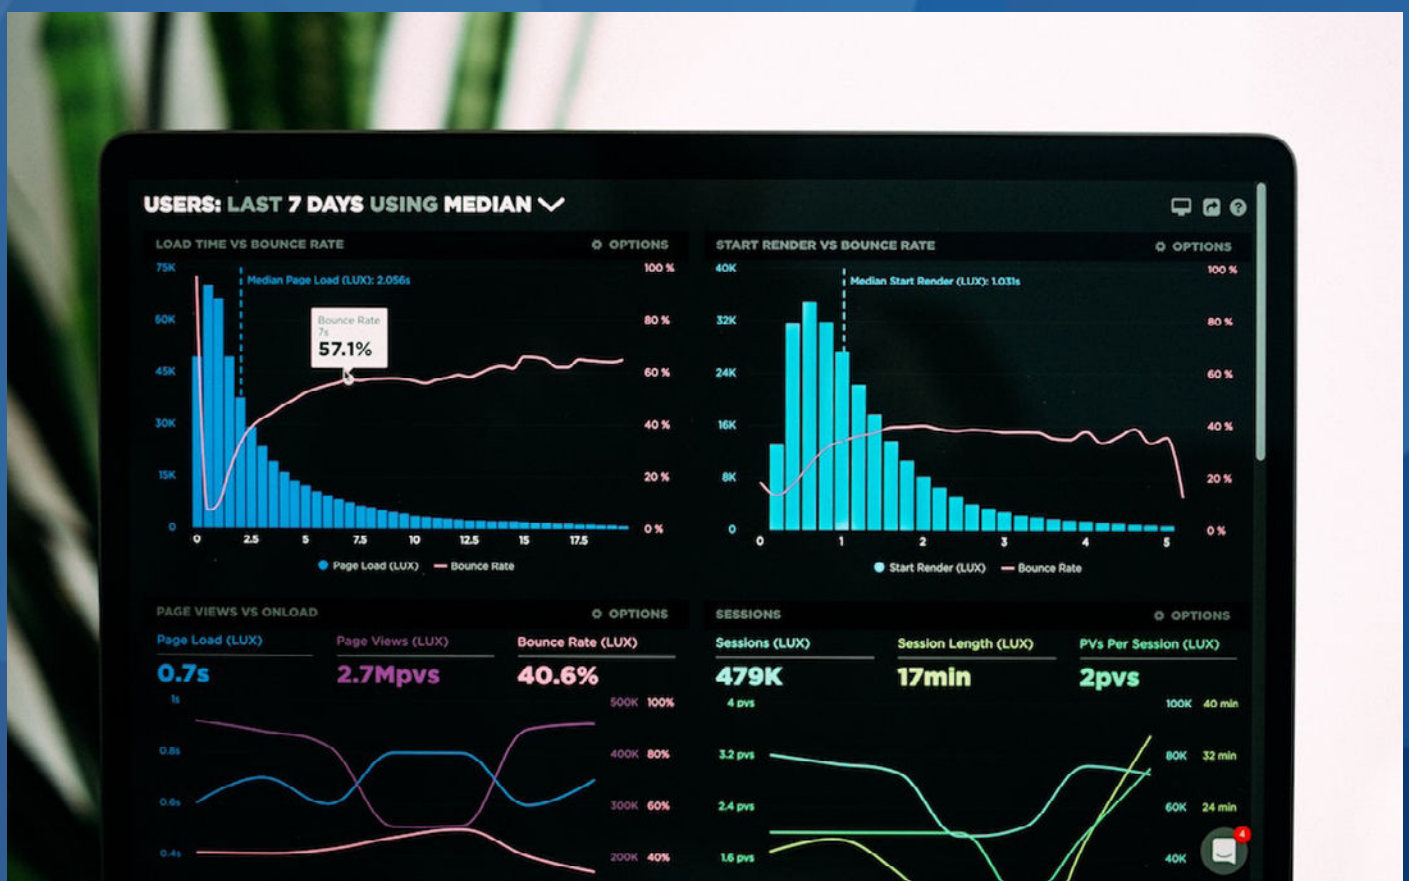 USERS: LAST 7 DAYS USING MEDIAN
LOAD TIME VS BOUNCE RATE
OPTIONS
75K
60K
45K
30K
15K
0
Median Page Load (LUX): 2.056s
Bounce Rate
7s
57.1%
100 %
80 %
60 %
40 %
20 %
0 %
0 2.5 5 7.5 10 12.5 15 17.5
Page Load (LUX) Bounce Rate
START RENDER VS BOUNCE RATE
OPTIONS
40K
32K
24K
16K
8K
0
Median Start Render (LUX): 1.031s
100 %
80 %
60 %
40 %
20 %
0 %
0 1 2 3 4 5
Start Render (LUX) Bounce Rate
PAGE VIEWS VS ONLOAD
OPTIONS
Page Load (LUX) Page Views (LUX) Bounce Rate (LUX)
0.7s 2.7Mpvs 40.6%
1s
0.8s
0.6s
0.4s
500K 100%
400K 80%
300K 60%
200K 40%
SESSIONS
OPTIONS
Sessions (LUX) Session Length (LUX) PVs Per Session (LUX)
479K 17min 2pvs
4 pvs
3.2 pvs
2.4 pvs
1.6 pvs
100K 40 min
80K 32 min
60K 24 min
40K
4